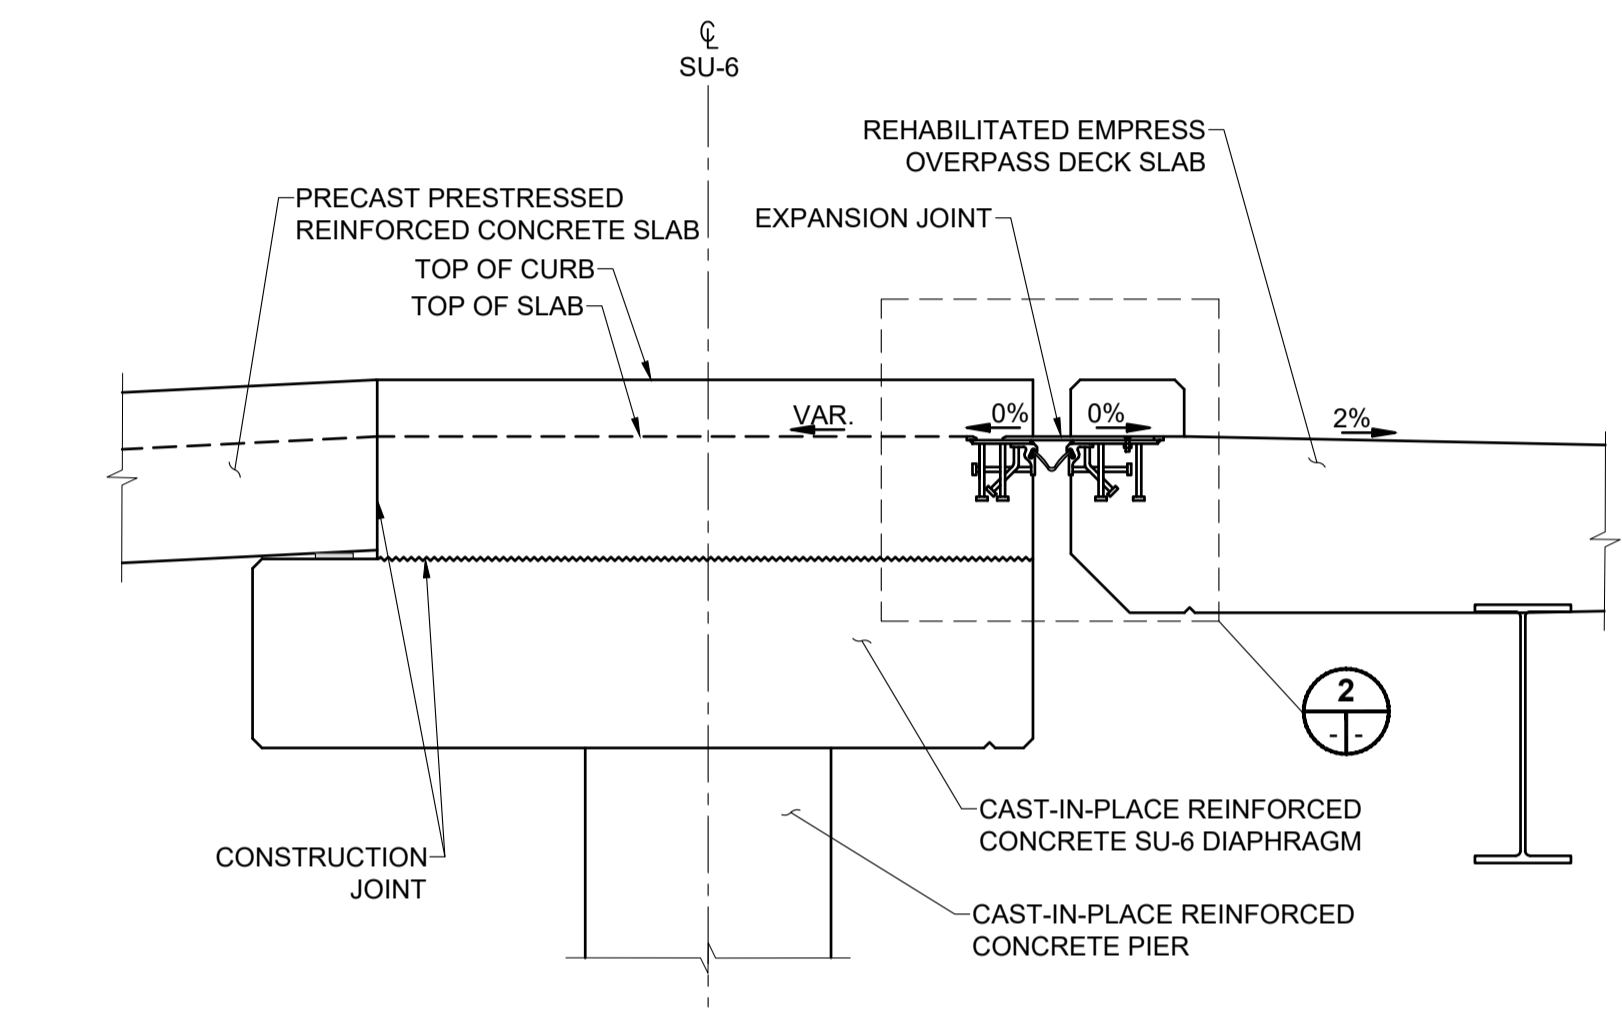 ℄
SU-6
REHABILITATED EMPRESS
OVERPASS DECK SLAB
PRECAST PRESTRESSED
REINFORCED CONCRETE SLAB
EXPANSION JOINT
TOP OF CURB
TOP OF SLAB
VAR.
0%
0%
2%
2
- -
CAST-IN-PLACE REINFORCED
CONCRETE SU-6 DIAPHRAGM
CONSTRUCTION
JOINT
CAST-IN-PLACE REINFORCED
CONCRETE PIER